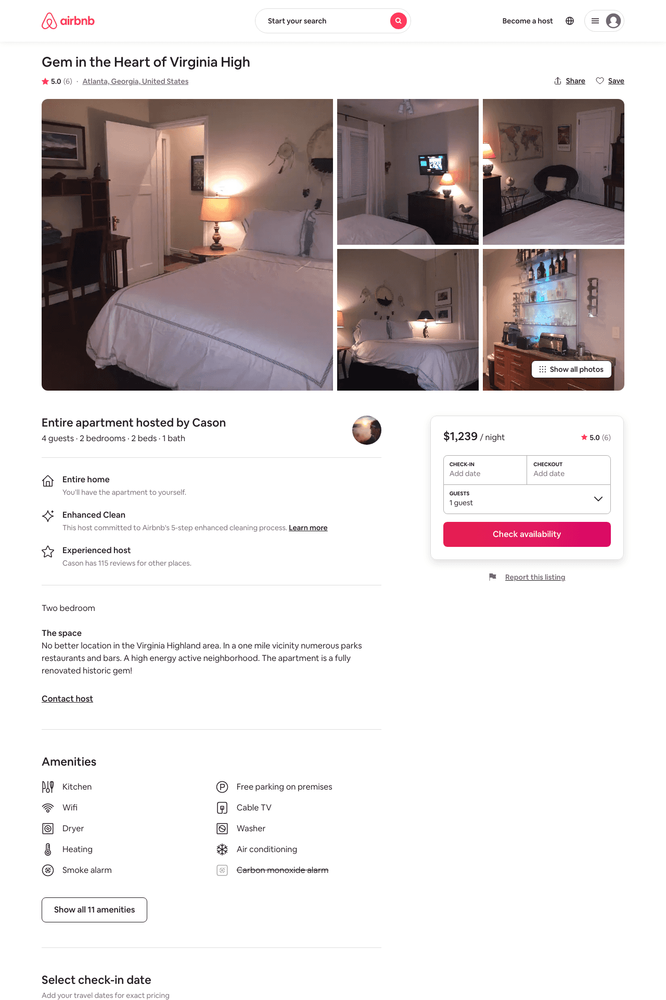 airbnb
Start your search
Become a host
Gem in the Heart of Virginia High
5.0 (6) · Atlanta, Georgia, United States
Share
Save
Show all photos
Entire apartment hosted by Cason
4 guests · 2 bedrooms · 2 beds · 1 bath
Entire home
You'll have the apartment to yourself.
Enhanced Clean
This host committed to Airbnb's 5-step enhanced cleaning process. Learn more
Experienced host
Cason has 115 reviews for other places.
$1,239 / night
5.0 (6)
CHECK-IN
Add date
CHECKOUT
Add date
GUESTS
1 guest
Check availability
Report this listing
Two bedroom
The space
No better location in the Virginia Highland area. In a one mile vicinity numerous parks
restaurants and bars. A high energy active neighborhood. The apartment is a fully
renovated historic gem!
Contact host
Amenities
Kitchen
Free parking on premises
Wifi
Cable TV
Dryer
Washer
Heating
Air conditioning
Smoke alarm
Carbon monoxide alarm
Show all 11 amenities
Select check-in date
Add your travel dates for exact pricing